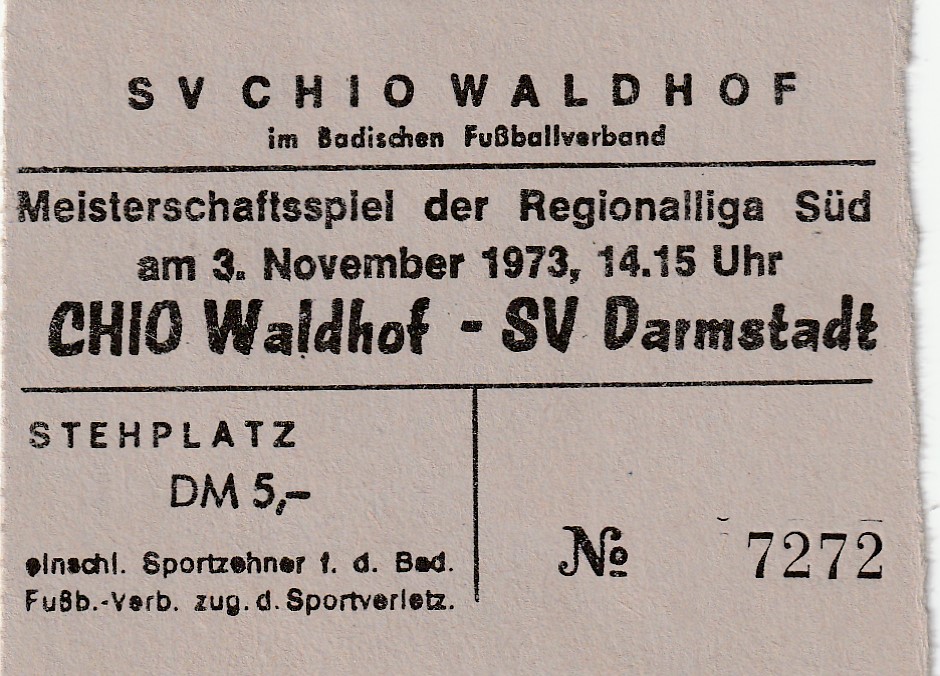 SV CHIO WALDHOF
im Badischen Fußballverband
Meisterschaftsspiel der Regionalliga Süd
am 3. November 1973, 14.15 Uhr
CHIO Waldhof - SV Darmstadt
STEHPLATZ
DM 5,–
einschl. Sportzehner f. d. Bad.
Fußb.-Verb. zug. d. Sportverletz.
№ 7272